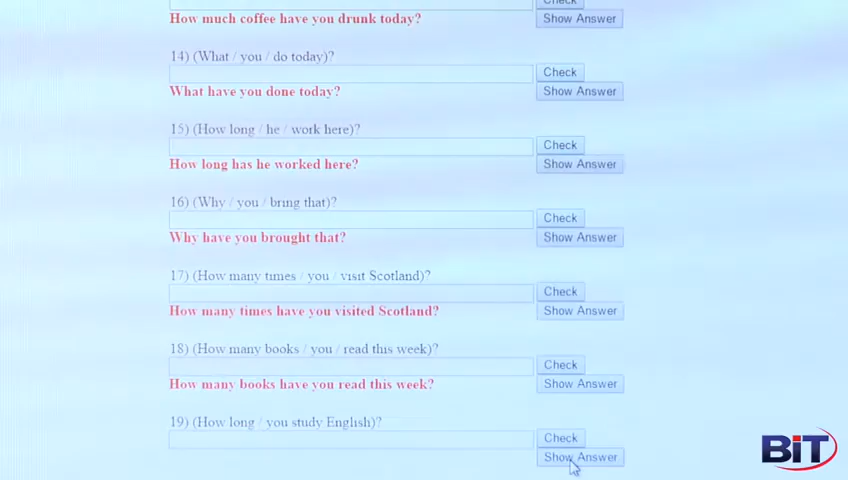 Check
How much coffee have you drunk today?
Show Answer
14) (What / you / do today)?
Check
What have you done today?
Show Answer
15) (How long / he / work here)?
Check
How long has he worked here?
Show Answer
16) (Why / you / bring that)?
Check
Why have you brought that?
Show Answer
17) (How many times / you / visit Scotland)?
Check
How many times have you visited Scotland?
Show Answer
18) (How many books / you / read this week)?
Check
How many books have you read this week?
Show Answer
19) (How long / you study English)?
Check
Show Answer
BiT